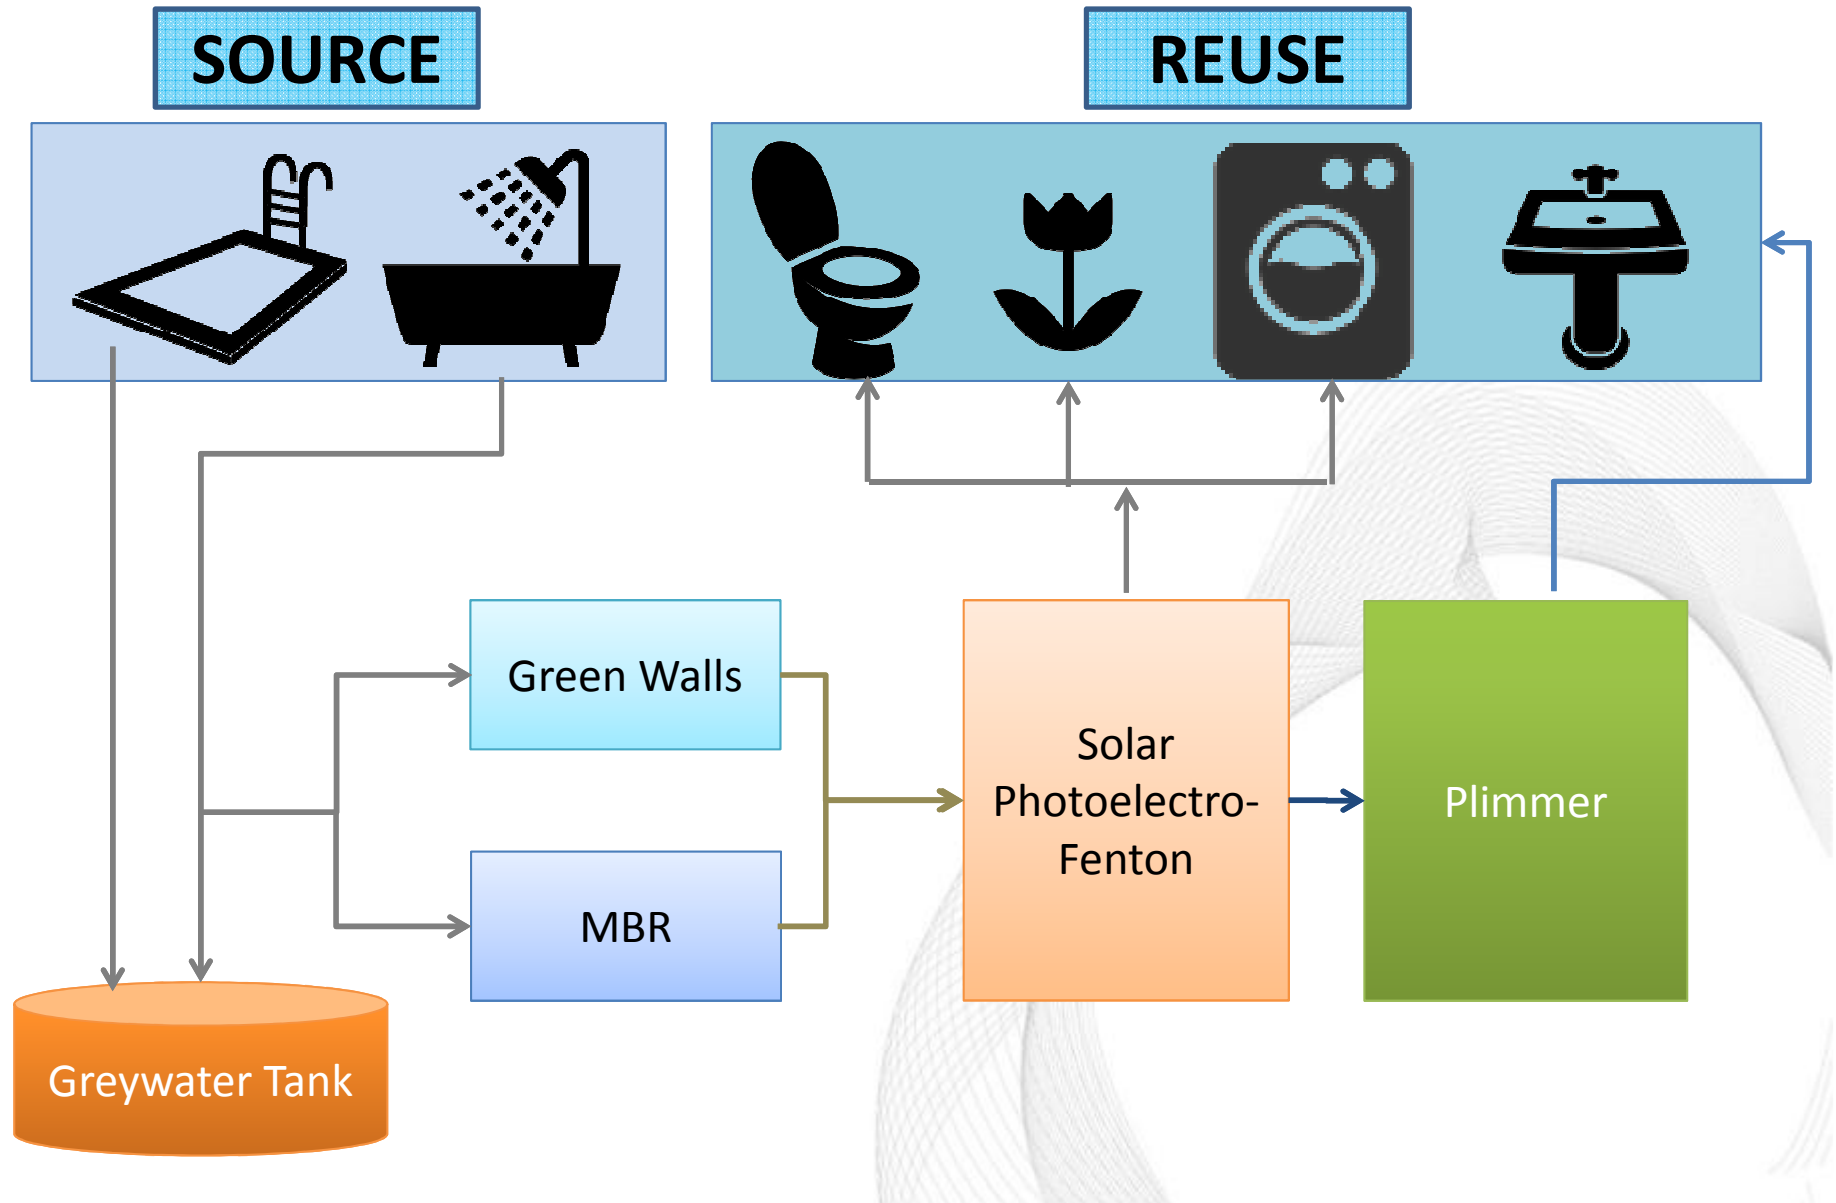 SOURCE
REUSE
Green Walls
MBR
Solar
Photoelectro-
Fenton
Plimmer
Greywater Tank